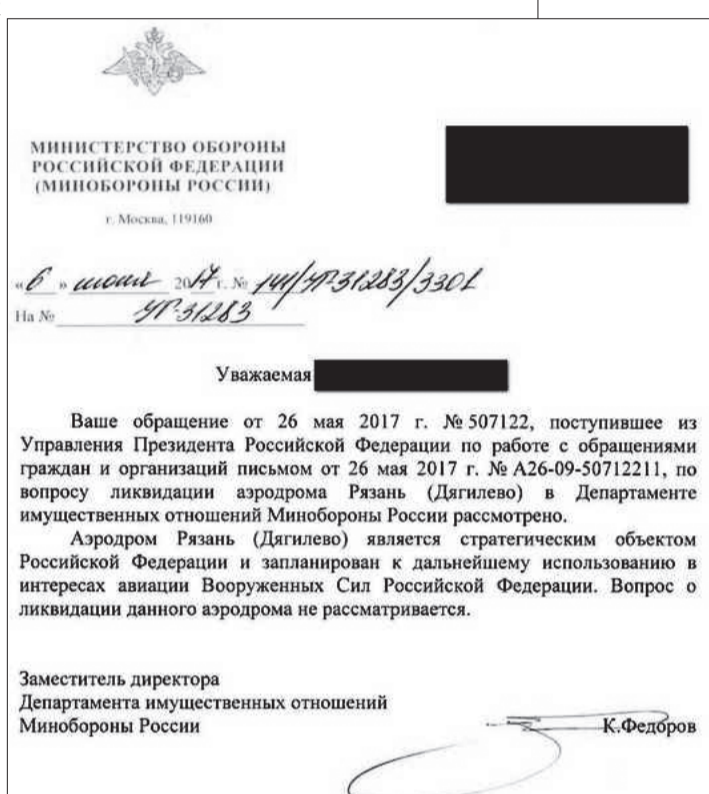 МИНИСТЕРСТВО ОБОРОНЫ
РОССИЙСКОЙ ФЕДЕРАЦИИ
(МИНОБОРОНЫ РОССИИ)
г. Москва, 119160
«6» июня 2017 г. № 141/УГ-31283/3301
На № УГ-31283
Уважаемая
Ваше обращение от 26 мая 2017 г. № 507122, поступившее из
Управления Президента Российской Федерации по работе с обращениями
граждан и организаций письмом от 26 мая 2017 г. № А26-09-50712211, по
вопросу ликвидации аэродрома Рязань (Дягилево) в Департаменте
имущественных отношений Минобороны России рассмотрено.
Аэродром Рязань (Дягилево) является стратегическим объектом
Российской Федерации и запланирован к дальнейшему использованию в
интересах авиации Вооруженных Сил Российской Федерации. Вопрос о
ликвидации данного аэродрома не рассматривается.
Заместитель директора
Департамента имущественных отношений
Минобороны России К.Федоров